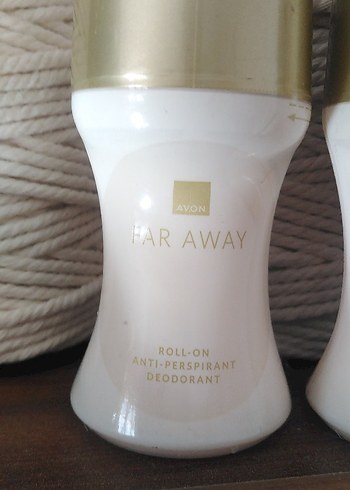 AVON
FAR AWAY
ROLL-ON
ANTI-PERSPIRANT
DEODORANT